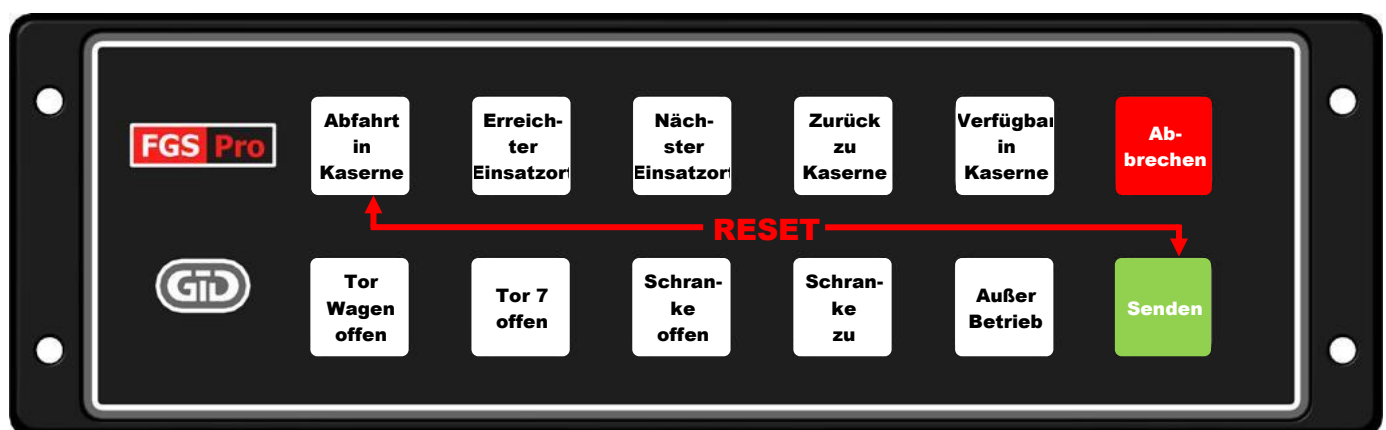 FGS Pro
Abfahrt
in
Kaserne
Erreich-
ter
Einsatzort
Näch-
ster
Einsatzort
Zurück
zu
Kaserne
Verfügbar
in
Kaserne
Ab-
brechen
RESET
GID
Tor
Wagen
offen
Tor 7
offen
Schran-
ke
offen
Schran-
ke
zu
Außer
Betrieb
Senden